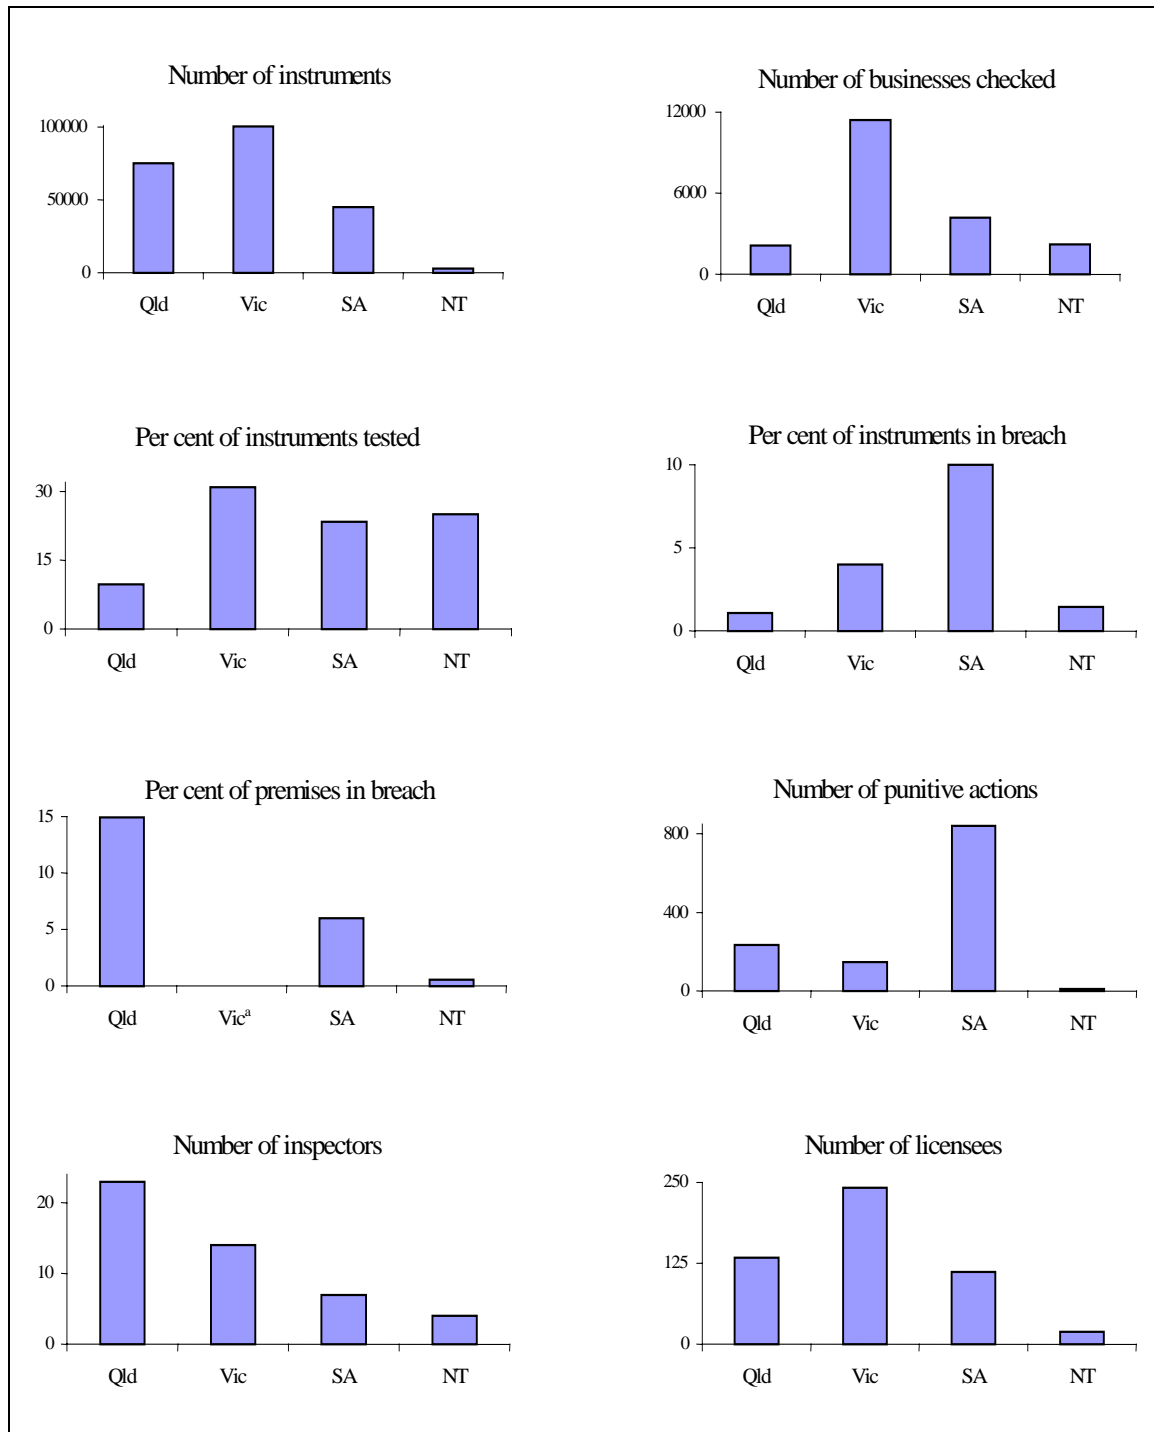 Number of instruments
100000
50000
0
Qld Vic SA NT
Number of businesses checked
12000
6000
0
Qld Vic SA NT
Per cent of instruments tested
30
15
0
Qld Vic SA NT
Per cent of instruments in breach
10
5
0
Qld Vic SA NT
Per cent of premises in breach
15
10
5
0
Qld Vicᵃ SA NT
Number of punitive actions
800
400
0
Qld Vic SA NT
Number of inspectors
20
10
0
Qld Vic SA NT
Number of licensees
250
125
0
Qld Vic SA NT